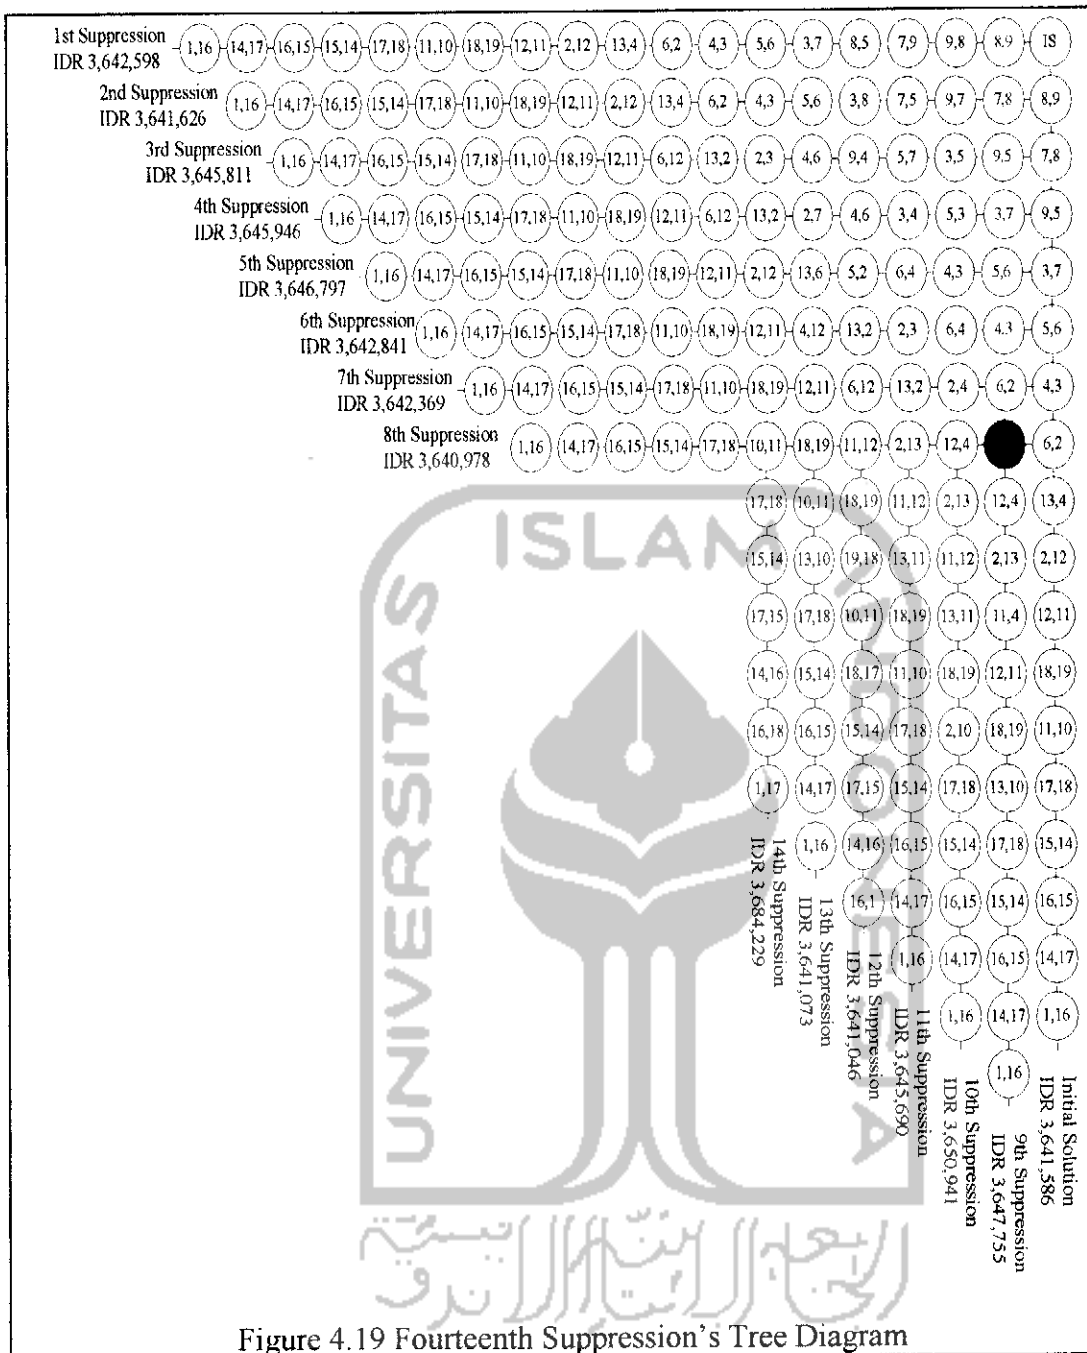 1st Suppression
IDR 3,642,598
1,16 14,17 16,15 15,14 17,18 11,10 18,19 12,11 2,12 13,4 6,2 4,3 5,6 3,7 8,5 7,9 9,8 8,9 IS
2nd Suppression
IDR 3,641,626
1,16 14,17 16,15 15,14 17,18 11,10 18,19 12,11 2,12 13,4 6,2 4,3 5,6 3,8 7,5 9,7 7,8 8,9
3rd Suppression
IDR 3,645,811
1,16 14,17 16,15 15,14 17,18 11,10 18,19 12,11 6,12 13,2 2,3 4,6 9,4 5,7 3,5 9,5 7,8
4th Suppression
IDR 3,645,946
1,16 14,17 16,15 15,14 17,18 11,10 18,19 12,11 6,12 13,2 2,7 4,6 3,4 5,3 3,7 9,5
5th Suppression
IDR 3,646,797
1,16 14,17 16,15 15,14 17,18 11,10 18,19 12,11 2,12 13,6 5,2 6,4 4,3 5,6 3,7
6th Suppression
IDR 3,642,841
1,16 14,17 16,15 15,14 17,18 11,10 18,19 12,11 4,12 13,2 2,3 6,4 4,3 5,6
7th Suppression
IDR 3,642,369
1,16 14,17 16,15 15,14 17,18 11,10 18,19 12,11 6,12 13,2 2,4 6,2 4,3
8th Suppression
IDR 3,640,978
1,16 14,17 16,15 15,14 17,18 10,11 18,19 11,12 2,13 12,4 6,2
17,18 10,11 18,19 11,12 2,13 12,4 13,4
15,14 13,10 19,18 13,11 11,12 2,13 2,12
17,15 17,18 10,11 18,19 13,11 11,4 12,11
14,16 15,14 18,17 11,10 18,19 12,11 18,19
16,18 16,15 15,14 17,18 2,10 18,19 11,10
1,17 14,17 17,15 15,14 17,18 13,10 17,18
1,16 14,16 16,15 15,14 17,18 15,14
16,1 14,17 16,15 15,14 16,15
1,16 14,17 16,15 14,17
1,16 14,17 1,16
1,16
14th Suppression
IDR 3,684,229
13th Suppression
IDR 3,641,073
12th Suppression
IDR 3,641,046
11th Suppression
IDR 3,645,690
10th Suppression
IDR 3,650,941
9th Suppression
IDR 3,647,755
Initial Solution
IDR 3,641,586
UNIVERSITAS
ISLAM
INDONESIA
Figure 4.19 Fourteenth Suppression's Tree Diagram